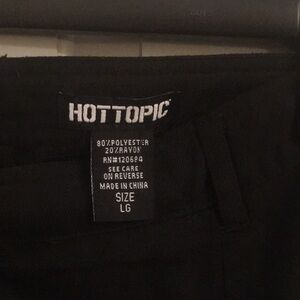 HOTTOPIC
80%POLYESTER
20%RAYON
RN#120694
SEE CARE
ON REVERSE
MADE IN CHINA
SIZE
LG